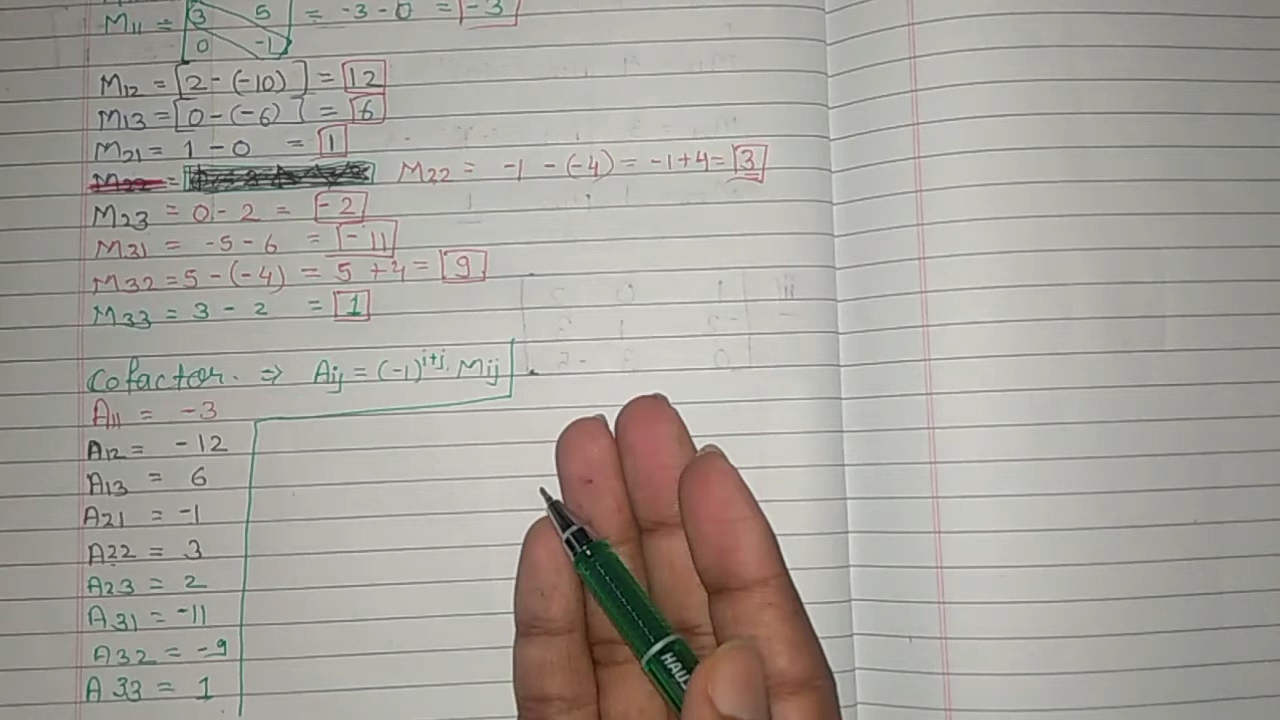 M11 = |3 5| = -3 - 0 = -3
0 -1
M12 = [2 - (-10)] = 12
M13 = [0 - (-6)] = 6
M21 = 1 - 0 = 1
M22 = M22 = -1 - (-4) = -1+4 = 3
M23 = 0 - 2 = -2
M31 = -5 - 6 = -11
M32 = 5 - (-4) = 5 + 4 = 9
M33 = 3 - 2 = 1
Cofactor. ⇒ Aij = (-1)^i+j. Mij
A11 = -3
A12 = -12
A13 = 6
A21 = -1
A22 = 3
A23 = 2
A31 = -11
A32 = -9
A33 = 1
HAUS